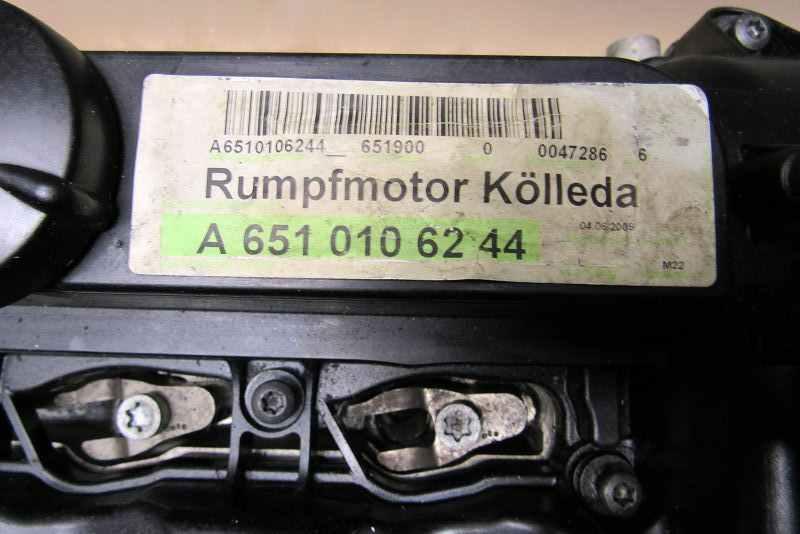 A6510106244__ 651900 0 0047286 6
Rumpfmotor Kölleda
A 651 010 62 44 04.06.2009
M22